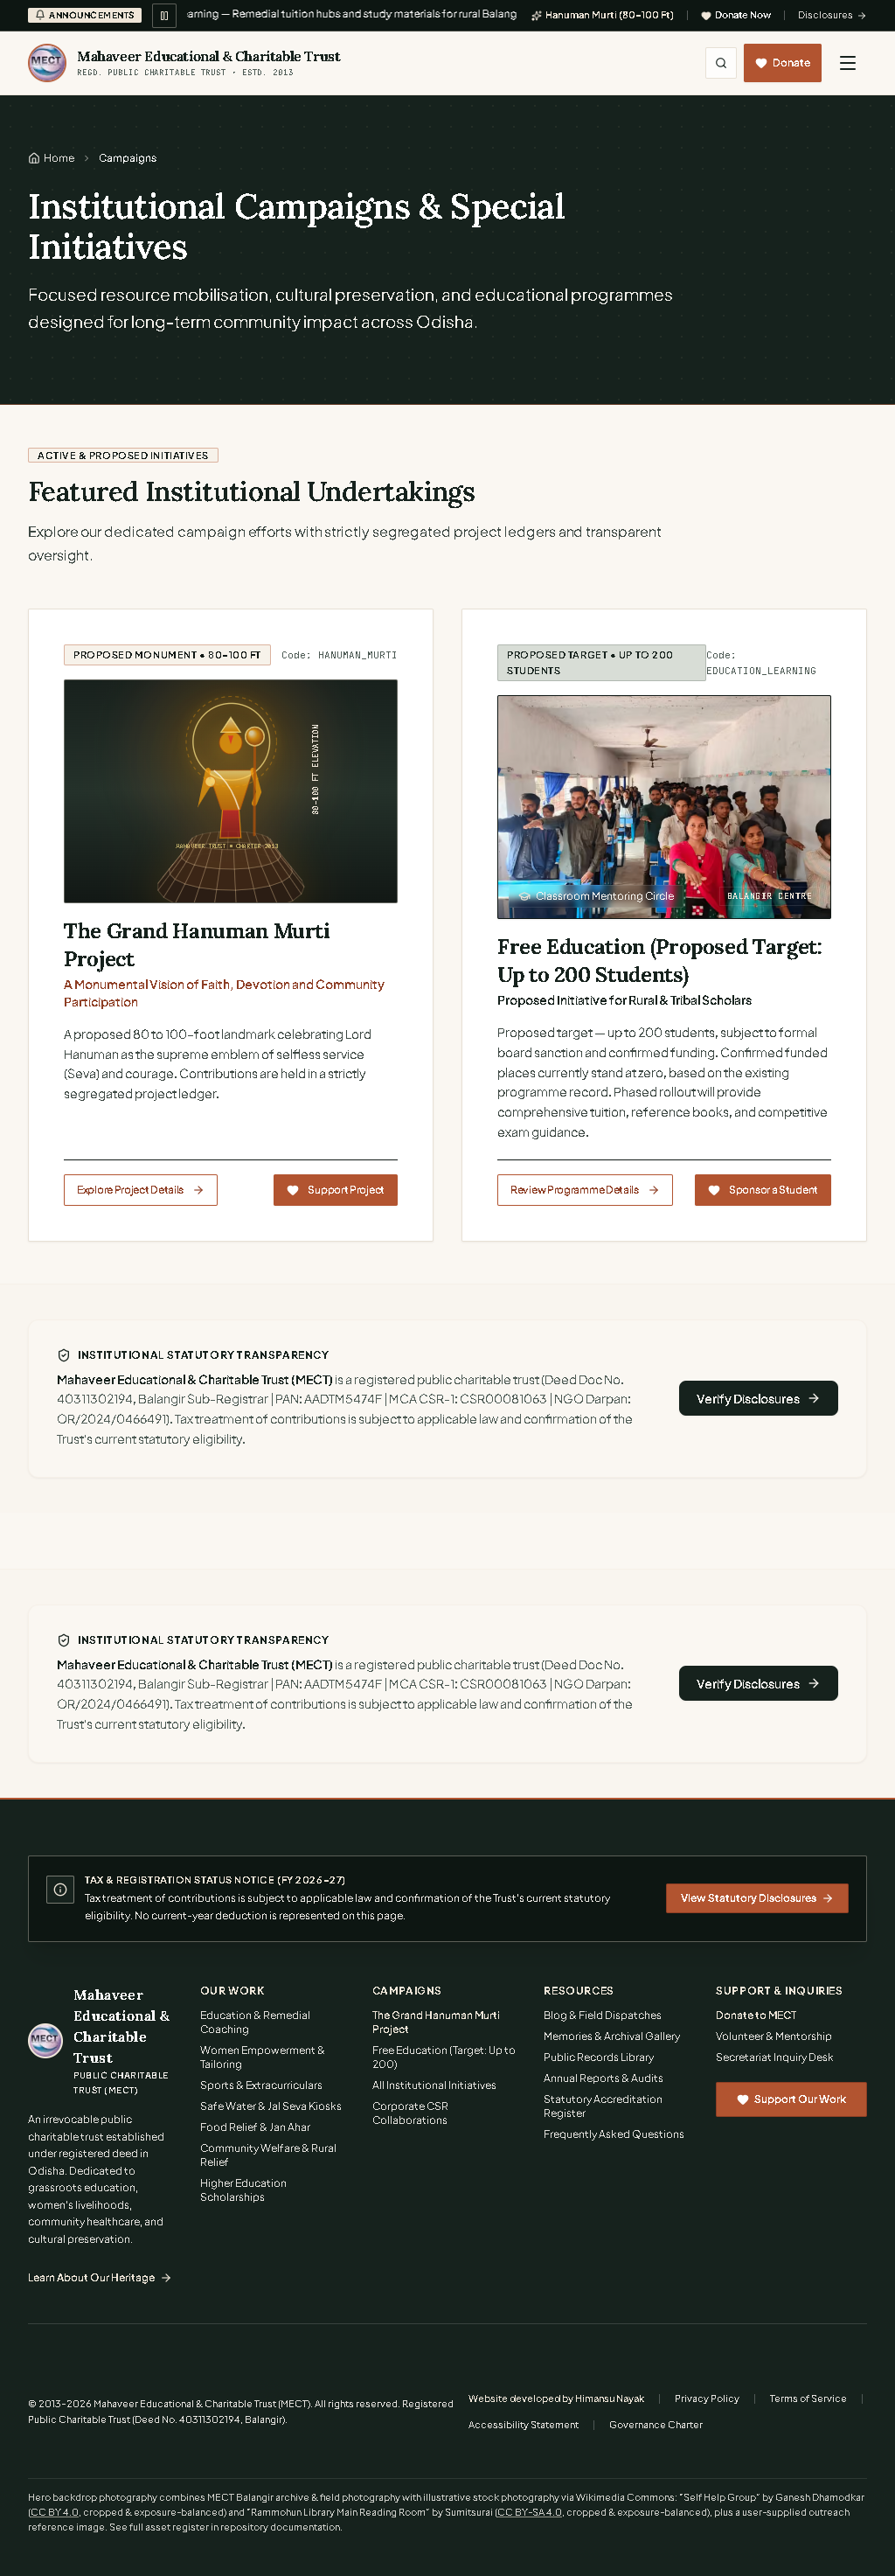 ANNOUNCEMENTS
arning — Remedial tuition hubs and study materials for rural Balang
Hanuman Murti (80-100 Ft)
Donate Now
Disclosures →
MECT
Mahaveer Educational & Charitable Trust
REGD. PUBLIC CHARITABLE TRUST • ESTD. 2013
Donate
Home > Campaigns
Institutional Campaigns & Special
Initiatives
Focused resource mobilisation, cultural preservation, and educational programmes
designed for long-term community impact across Odisha.
ACTIVE & PROPOSED INITIATIVES
Featured Institutional Undertakings
Explore our dedicated campaign efforts with strictly segregated project ledgers and transparent
oversight.
PROPOSED MONUMENT • 80-100 FT
Code: HANUMAN_MURTI
80-100 FT ELEVATION
MAHAVEER TRUST • CHARTER 2013
The Grand Hanuman Murti
Project
A Monumental Vision of Faith, Devotion and Community
Participation
A proposed 80 to 100-foot landmark celebrating Lord
Hanuman as the supreme emblem of selfless service
(Seva) and courage. Contributions are held in a strictly
segregated project ledger.
Explore Project Details →
Support Project
PROPOSED TARGET • UP TO 200
STUDENTS
Code:
EDUCATION_LEARNING
Classroom Mentoring Circle
BALANGIR CENTRE
Free Education (Proposed Target:
Up to 200 Students)
Proposed Initiative for Rural & Tribal Scholars
Proposed target — up to 200 students, subject to formal
board sanction and confirmed funding. Confirmed funded
places currently stand at zero, based on the existing
programme record. Phased rollout will provide
comprehensive tuition, reference books, and competitive
exam guidance.
Review Programme Details →
Sponsor a Student
INSTITUTIONAL STATUTORY TRANSPARENCY
Mahaveer Educational & Charitable Trust (MECT) is a registered public charitable trust (Deed Doc No.
40311302194, Balangir Sub-Registrar | PAN: AADTM5474F | MCA CSR-1: CSR00081063 | NGO Darpan:
OR/2024/0466491). Tax treatment of contributions is subject to applicable law and confirmation of the
Trust's current statutory eligibility.
Verify Disclosures →
INSTITUTIONAL STATUTORY TRANSPARENCY
Mahaveer Educational & Charitable Trust (MECT) is a registered public charitable trust (Deed Doc No.
40311302194, Balangir Sub-Registrar | PAN: AADTM5474F | MCA CSR-1: CSR00081063 | NGO Darpan:
OR/2024/0466491). Tax treatment of contributions is subject to applicable law and confirmation of the
Trust's current statutory eligibility.
Verify Disclosures →
TAX & REGISTRATION STATUS NOTICE (FY 2026-27)
Tax treatment of contributions is subject to applicable law and confirmation of the Trust's current statutory
eligibility. No current-year deduction is represented on this page.
View Statutory Disclosures →
MECT
Mahaveer
Educational &
Charitable
Trust
PUBLIC CHARITABLE
TRUST (MECT)
An irrevocable public
charitable trust established
under registered deed in
Odisha. Dedicated to
grassroots education,
women's livelihoods,
community healthcare, and
cultural preservation.
Learn About Our Heritage →
OUR WORK
Education & Remedial
Coaching
Women Empowerment &
Tailoring
Sports & Extracurriculars
Safe Water & Jal Seva Kiosks
Food Relief & Jan Ahar
Community Welfare & Rural
Relief
Higher Education
Scholarships
CAMPAIGNS
The Grand Hanuman Murti
Project
Free Education (Target: Up to
200)
All Institutional Initiatives
Corporate CSR
Collaborations
RESOURCES
Blog & Field Dispatches
Memories & Archival Gallery
Public Records Library
Annual Reports & Audits
Statutory Accreditation
Register
Frequently Asked Questions
SUPPORT & INQUIRIES
Donate to MECT
Volunteer & Mentorship
Secretariat Inquiry Desk
Support Our Work
© 2013-2026 Mahaveer Educational & Charitable Trust (MECT). All rights reserved. Registered
Public Charitable Trust (Deed No. 40311302194, Balangir).
Website developed by Himansu Nayak | Privacy Policy | Terms of Service |
Accessibility Statement | Governance Charter
Hero backdrop photography combines MECT Balangir archive & field photography with illustrative stock photography via Wikimedia Commons: "Self Help Group" by Ganesh Dhamodkar
(CC BY 4.0, cropped & exposure-balanced) and "Rammohun Library Main Reading Room" by Sumitsurai (CC BY-SA 4.0, cropped & exposure-balanced), plus a user-supplied outreach
reference image. See full asset register in repository documentation.